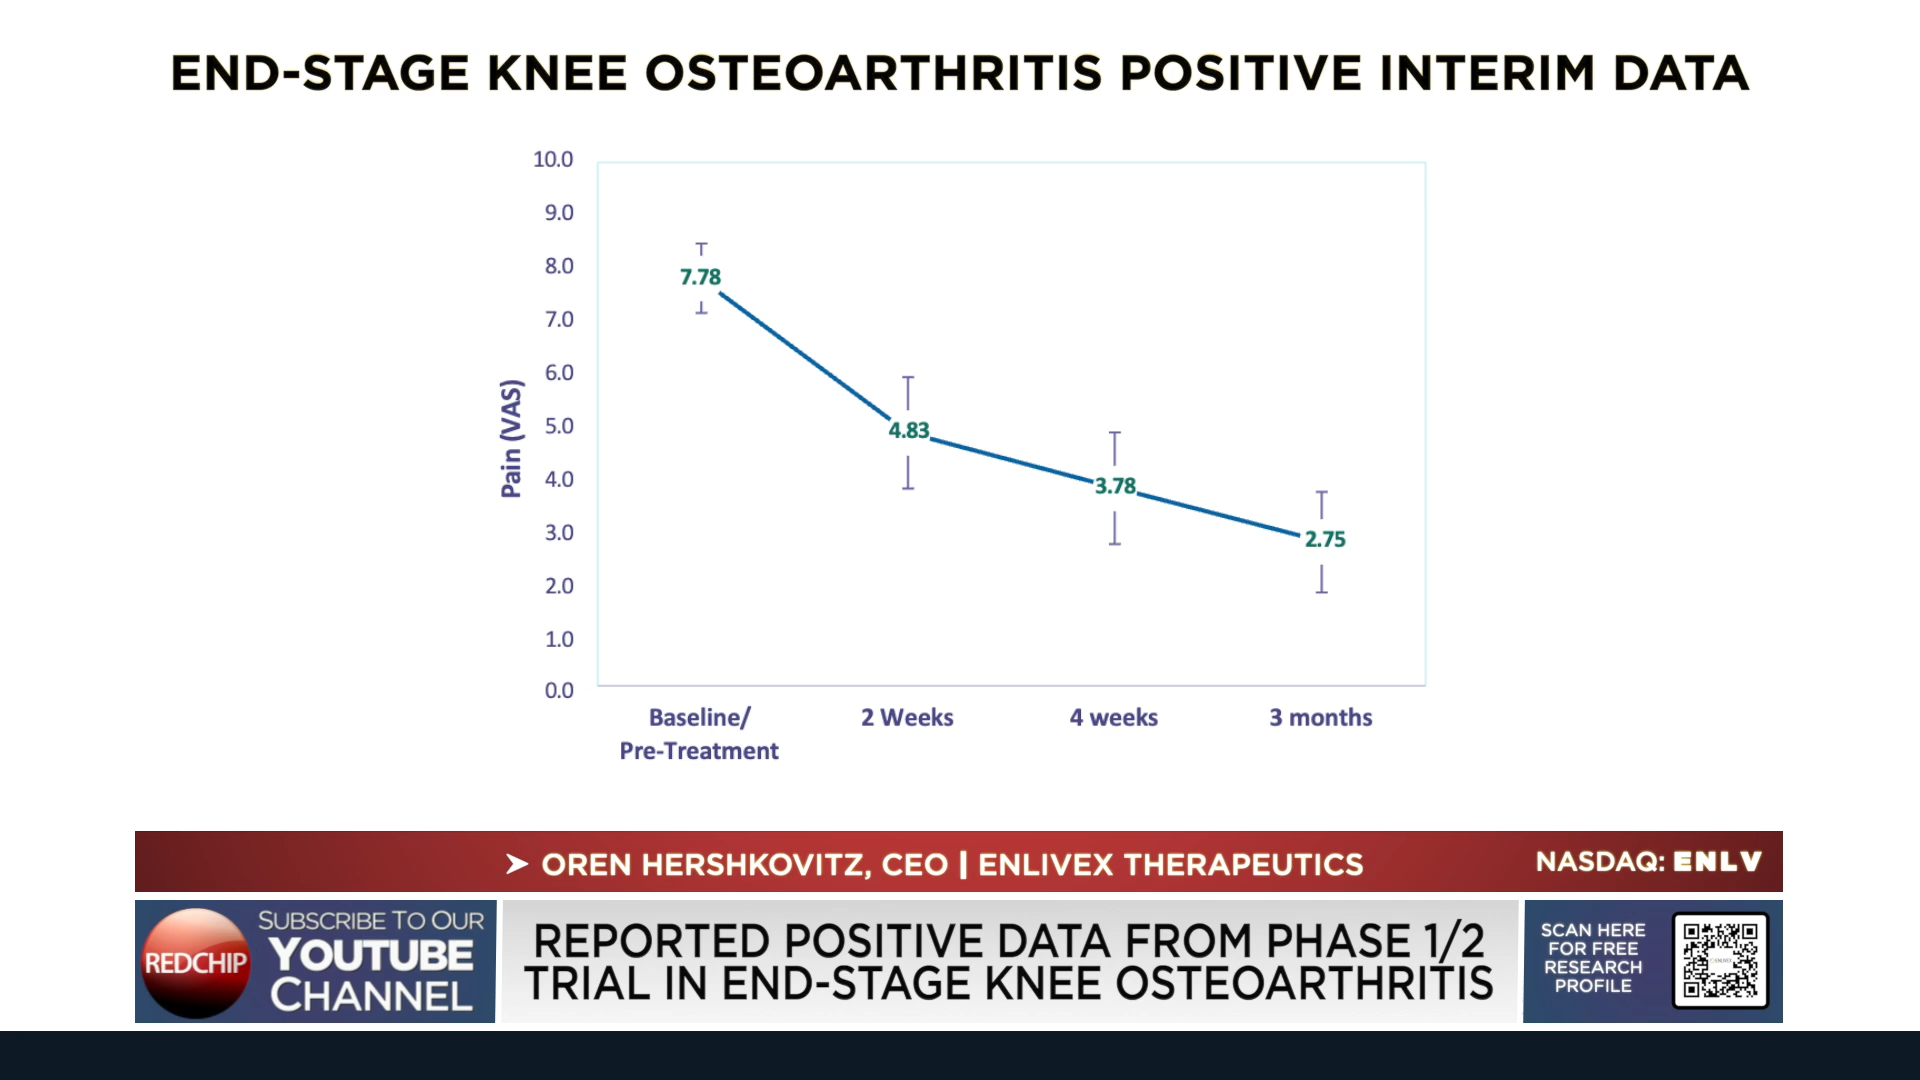 END-STAGE KNEE OSTEOARTHRITIS POSITIVE INTERIM DATA
10.0
9.0
8.0
7.0
6.0
5.0
4.0
3.0
2.0
1.0
0.0
Pain (VAS)
7.78
4.83
3.78
2.75
Baseline/
Pre-Treatment
2 Weeks
4 weeks
3 months
➤ OREN HERSHKOVITZ, CEO | ENLIVEX THERAPEUTICS
NASDAQ: ENLV
REDCHIP
SUBSCRIBE TO OUR
YOUTUBE
CHANNEL
REPORTED POSITIVE DATA FROM PHASE 1/2
TRIAL IN END-STAGE KNEE OSTEOARTHRITIS
SCAN HERE
FOR FREE
RESEARCH
PROFILE